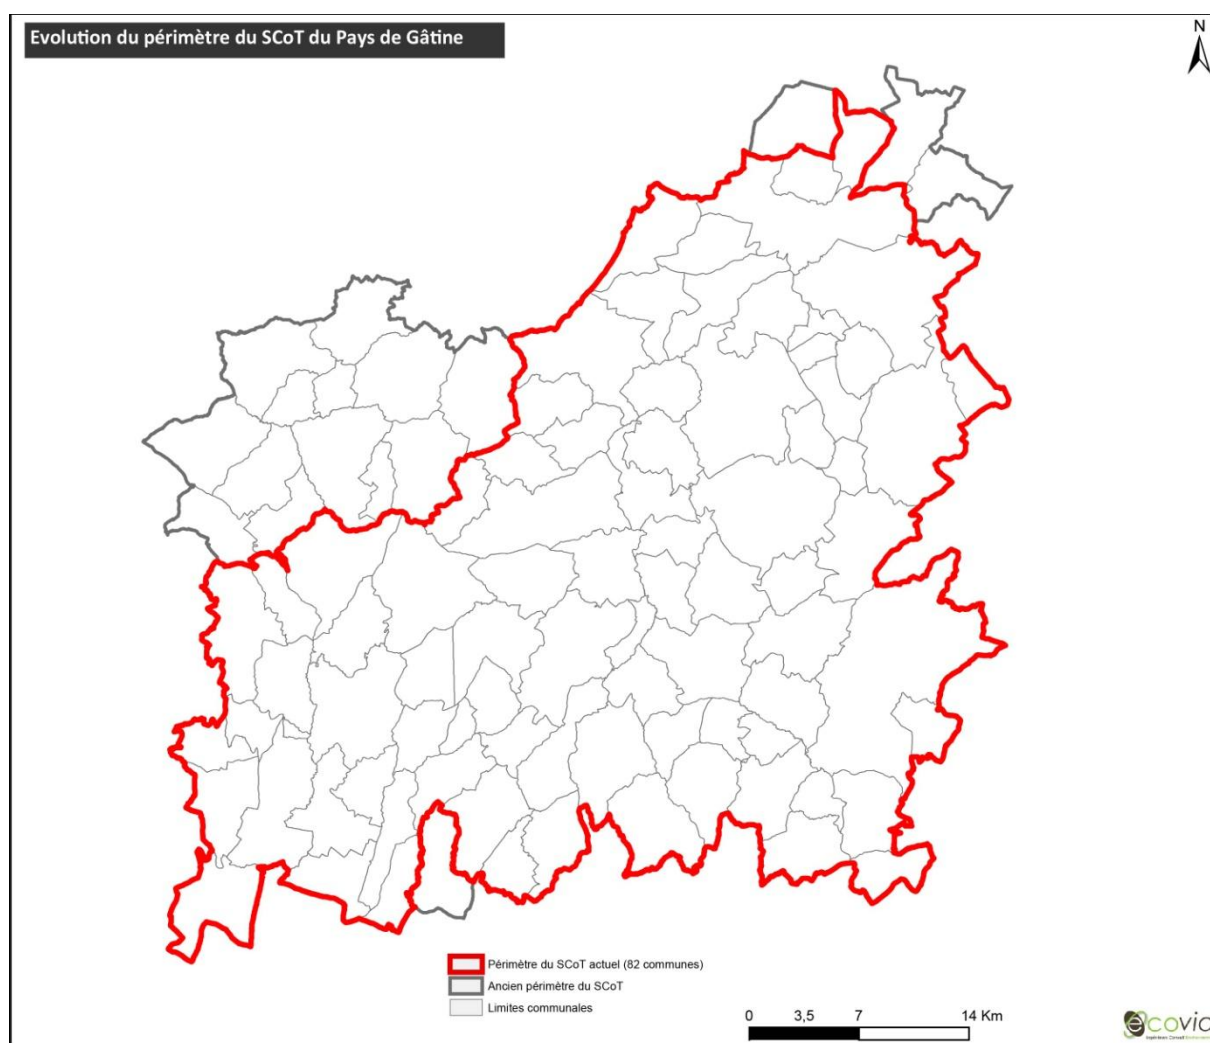 Evolution du périmètre du SCoT du Pays de Gâtine
N
Périmètre du SCoT actuel (82 communes)
Ancien périmètre du SCoT
Limites communales
0 3,5 7 14 Km
ecovia